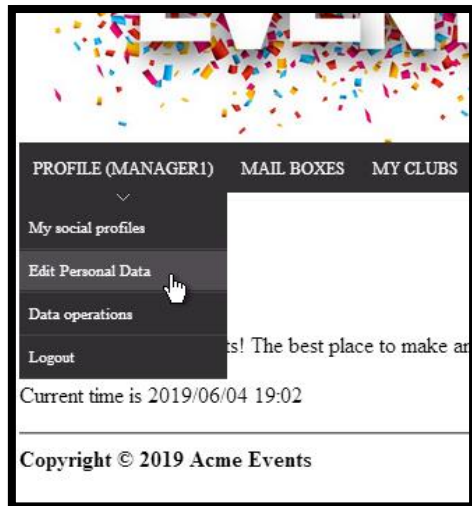 EVEN
PROFILE (MANAGER1) MAIL BOXES MY CLUBS
My social profiles
Edit Personal Data
Data operations
Logout
ts! The best place to make an
Current time is 2019/06/04 19:02
Copyright © 2019 Acme Events